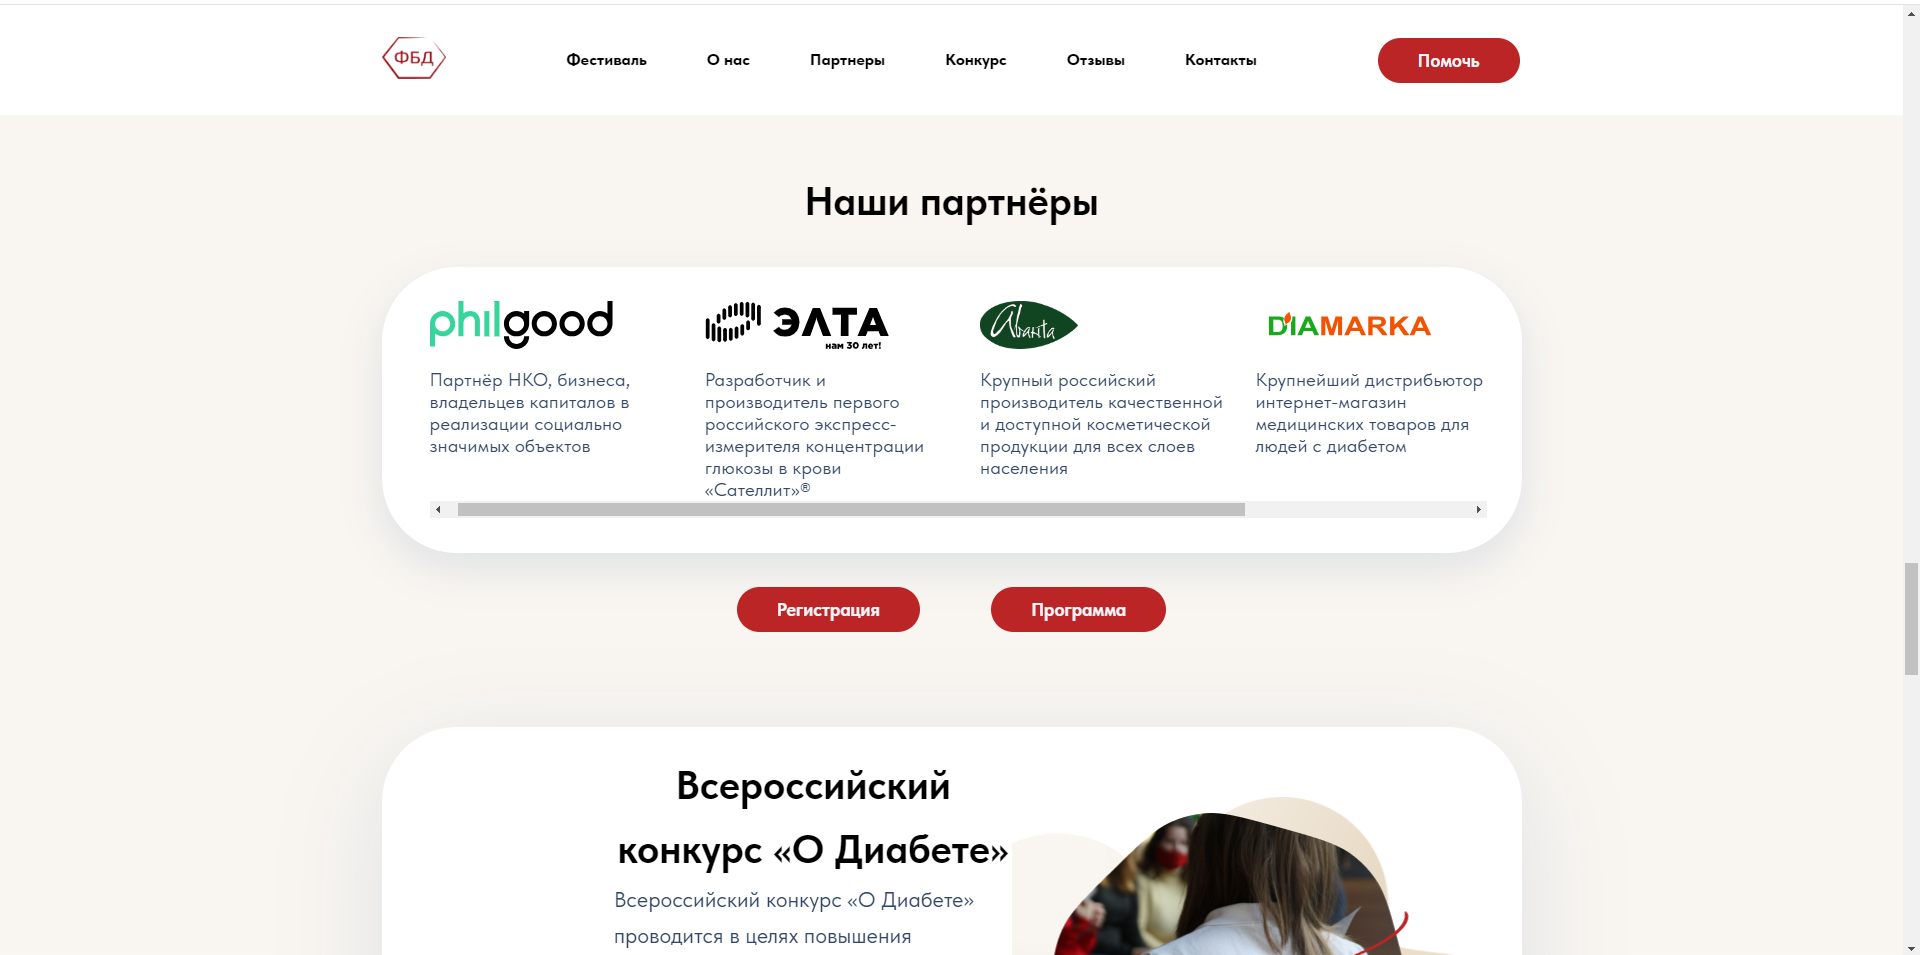 ФБД
Фестиваль
О нас
Партнеры
Конкурс
Отзывы
Контакты
Помочь
Наши партнёры
philgood
Партнёр НКО, бизнеса,
владельцев капиталов в
реализации социально
значимых объектов
ЭЛТА
нам 30 лет!
Разработчик и
производитель первого
российского экспресс-
измерителя концентрации
глюкозы в крови
«Сателлит»®
Abanta
Крупный российский
производитель качественной
и доступной косметической
продукции для всех слоев
населения
DIAMARKA
Крупнейший дистрибьютор
интернет-магазин
медицинских товаров для
людей с диабетом
Регистрация
Программа
Всероссийский
конкурс «О Диабете»
Всероссийский конкурс «О Диабете»
проводится в целях повышения